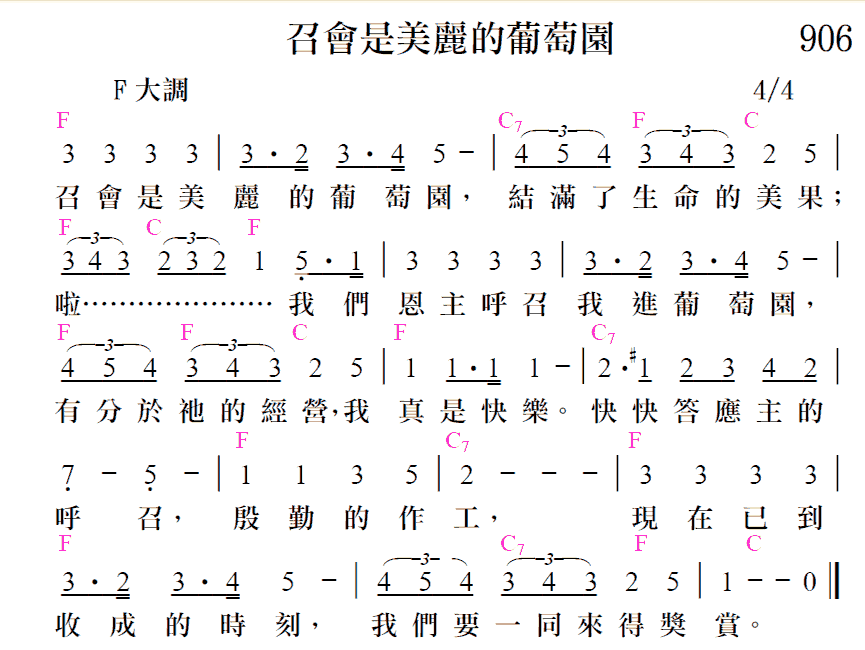 召會是美麗的葡萄園 906
F 大調 4/4
F C7 F C
3 3 3 3 | 3 · 2 3 · 4 5 – | 4 5 4 3 4 3 2 5 |
召 會 是 美 麗 的 葡 萄 園， 結 滿 了 生 命 的 美 果；
F C F
3 4 3 2 3 2 1 5 · 1 | 3 3 3 3 | 3 · 2 3 · 4 5 – |
啦………………… 我 們 恩 主 呼 召 我 進 葡 萄 園，
F F C F C7
4 5 4 3 4 3 2 5 | 1 1 · 1 1 – | 2 · #1 2 3 4 2 |
有 分 於 祂 的 經 營，我 真 是 快 樂。 快 快 答 應 主 的
F C7 F
7 – 5 – | 1 1 3 5 | 2 – – – | 3 3 3 3 |
呼 召， 殷 勤 的 作 工， 現 在 已 到
F C7 F C
3 · 2 3 · 4 5 – | 4 5 4 3 4 3 2 5 | 1 – – 0 ‖
收 成 的 時 刻， 我 們 要 一 同 來 得 獎 賞。